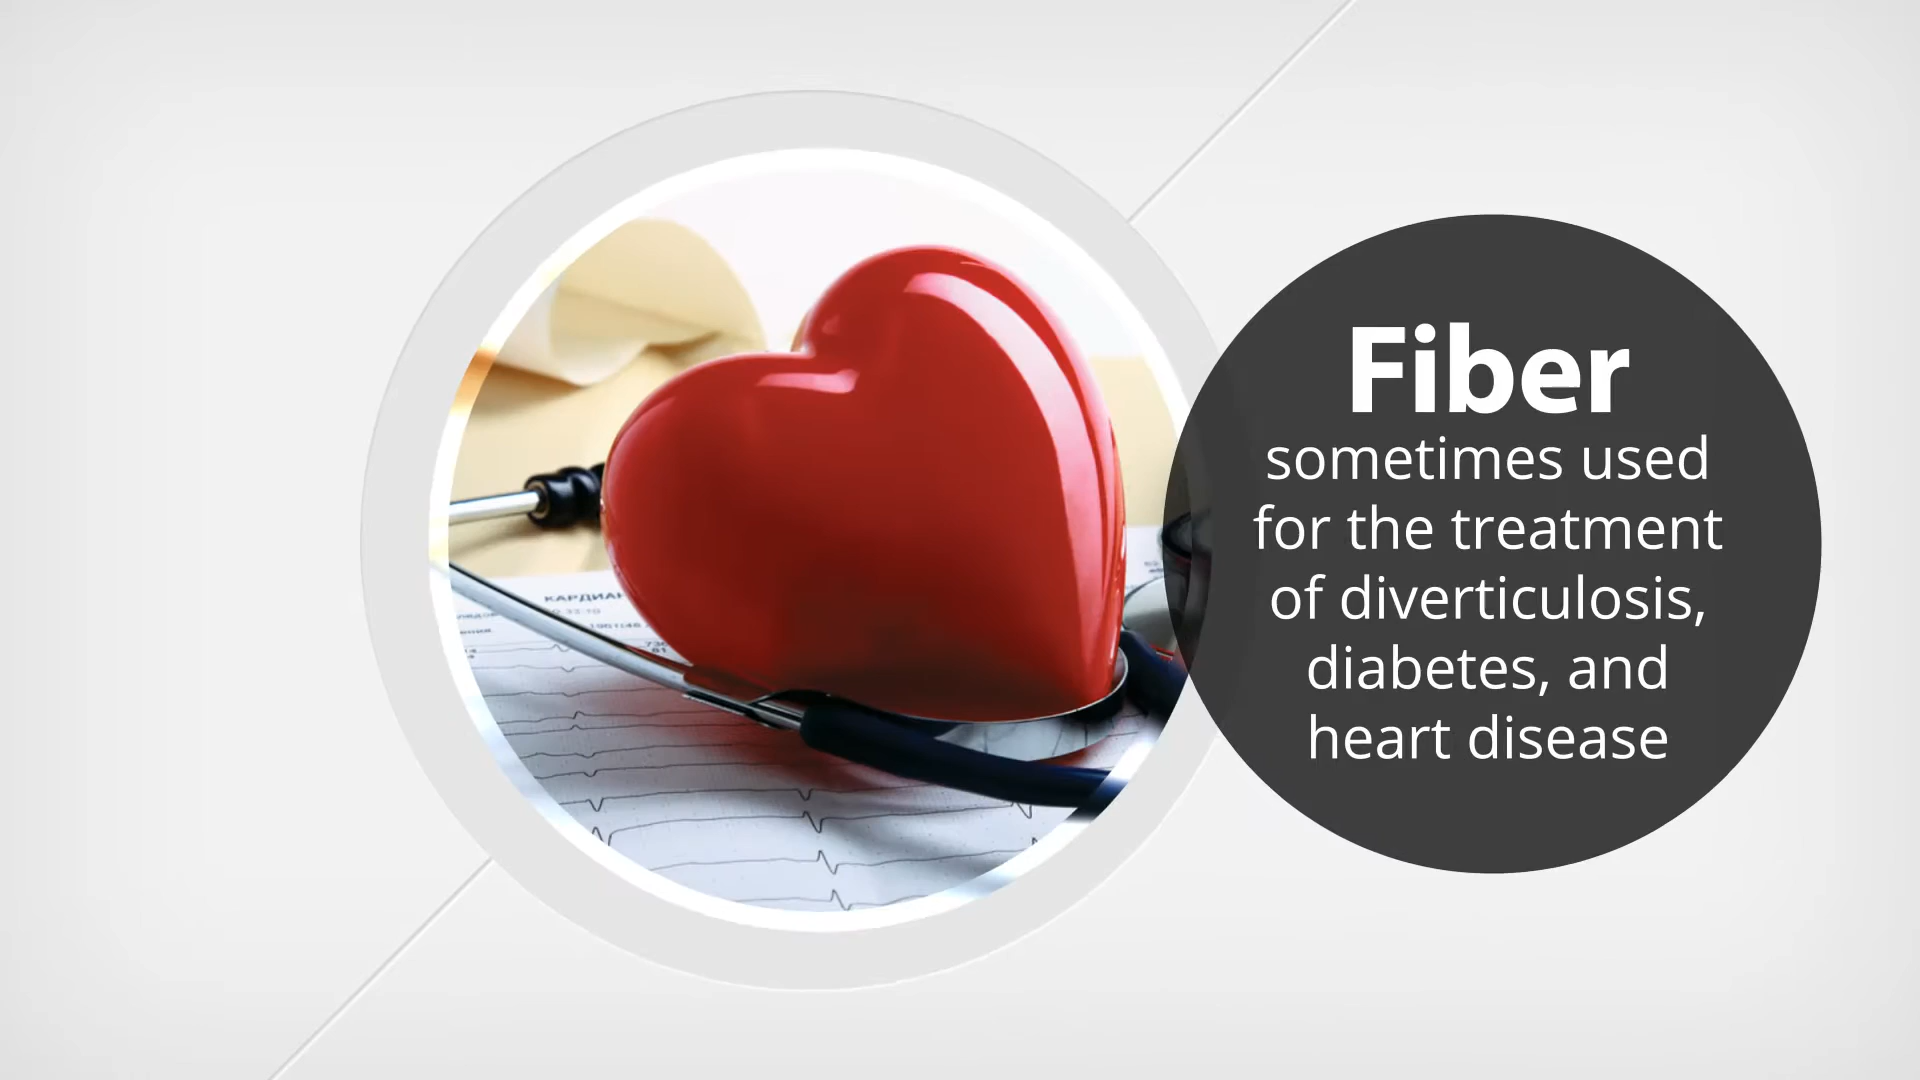 Fiber
sometimes used
for the treatment
of diverticulosis,
diabetes, and
heart disease